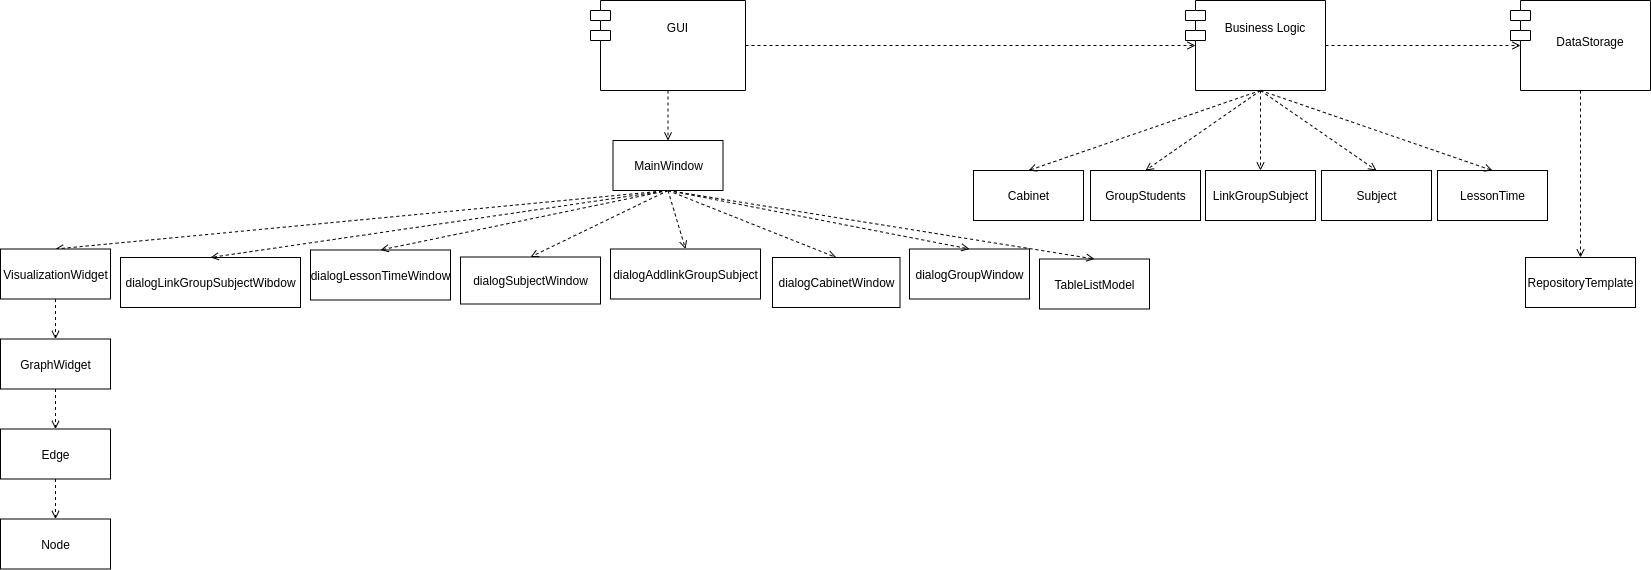 GUI
Business Logic
DataStorage
MainWindow
Cabinet
GroupStudents
LinkGroupSubject
Subject
LessonTime
VisualizationWidget
dialogLinkGroupSubjectWibdow
dialogLessonTimeWindow
dialogSubjectWindow
dialogAddlinkGroupSubject
dialogCabinetWindow
dialogGroupWindow
TableListModel
RepositoryTemplate
GraphWidget
Edge
Node